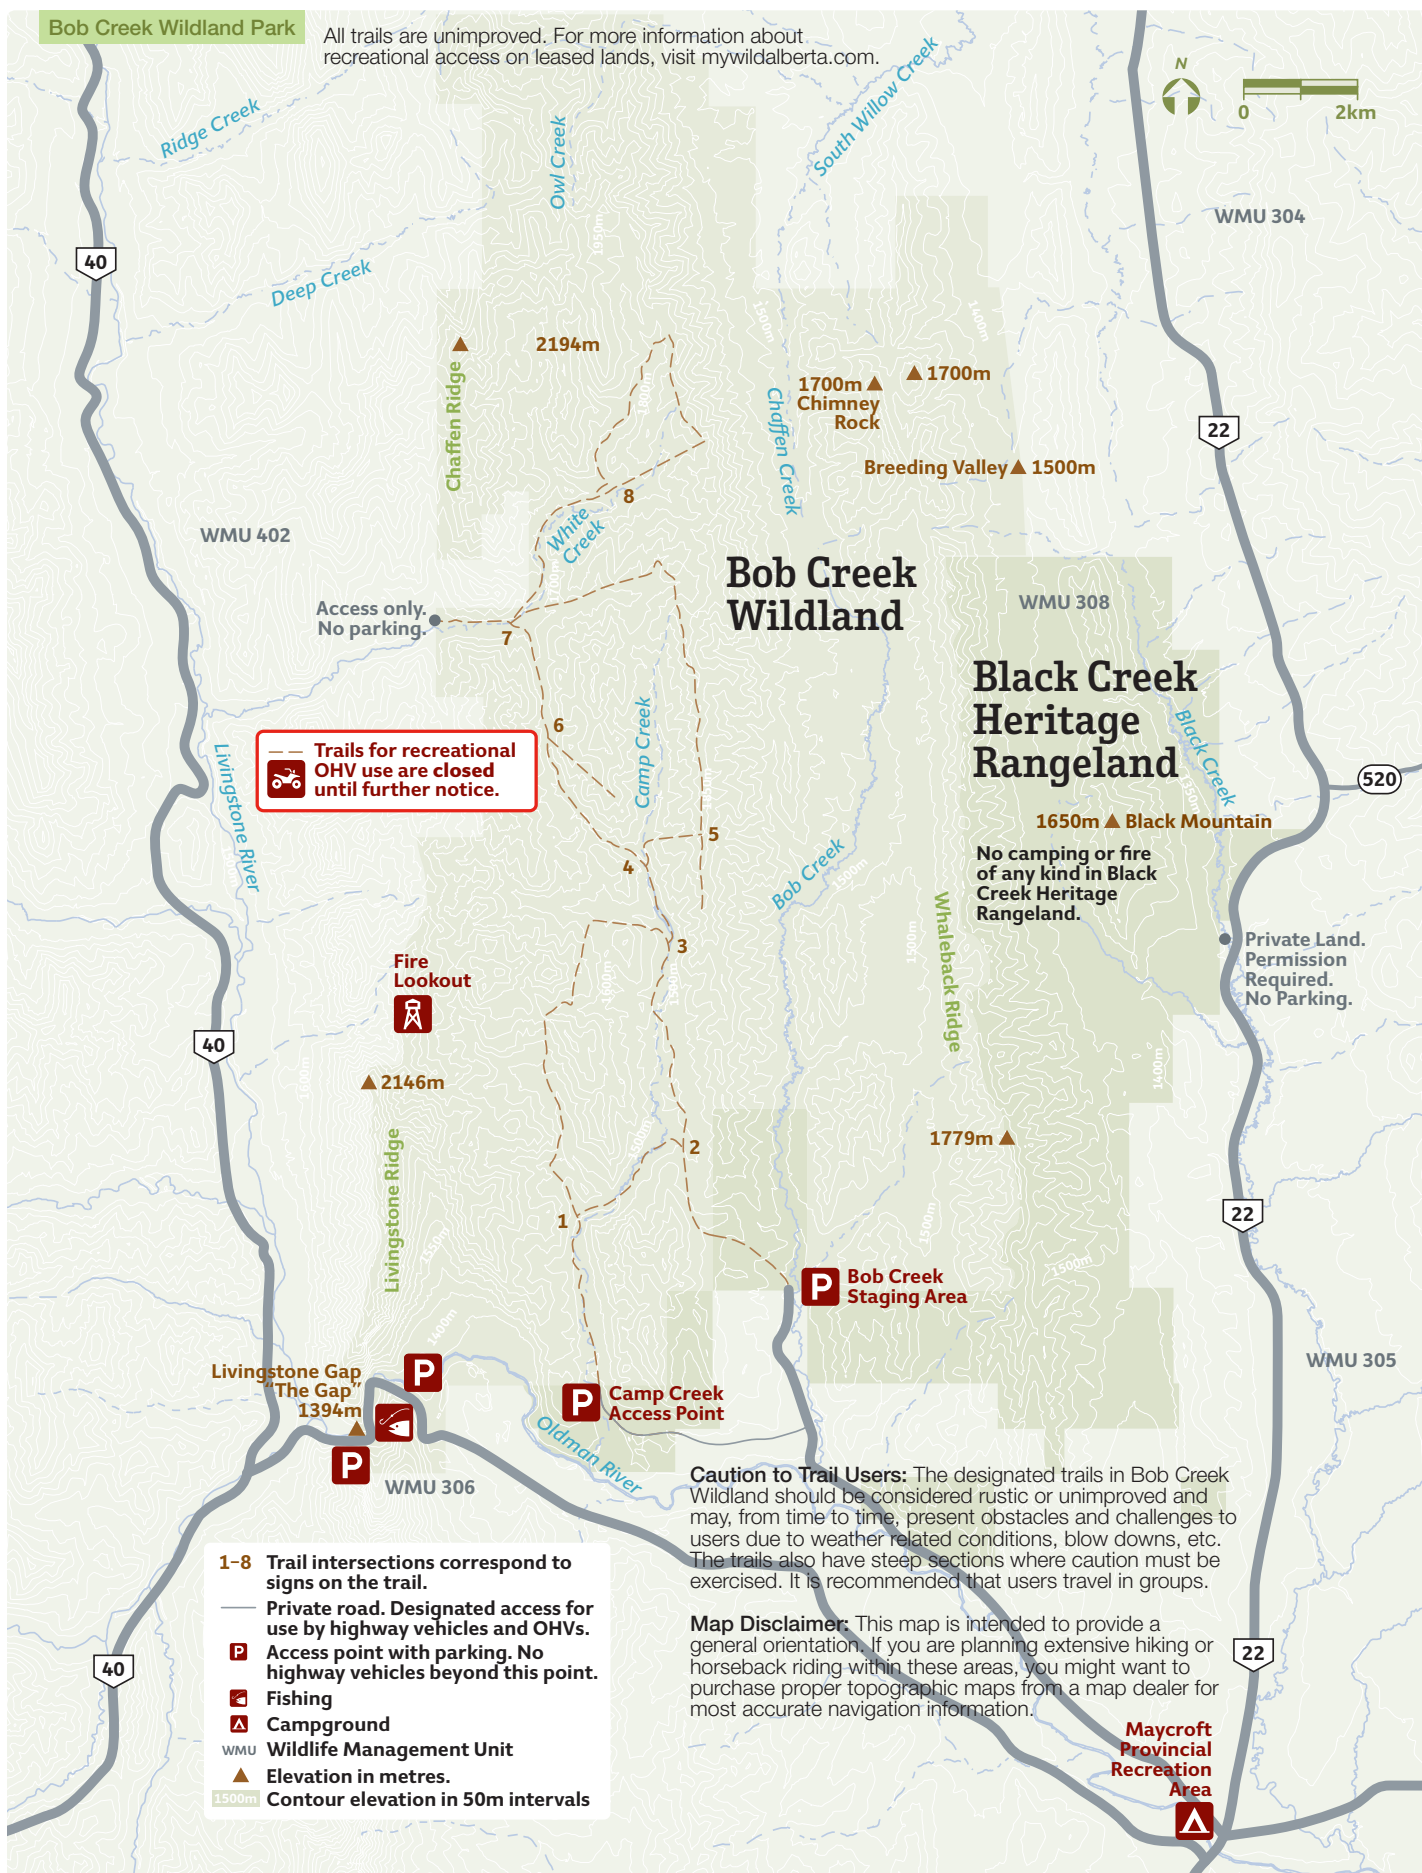 Bob Creek Wildland Park
All trails are unimproved. For more information about
recreational access on leased lands, visit mywildalberta.com.
N
0 2km
Ridge Creek
Owl Creek
South Willow Creek
WMU 304
1950m
40
Deep Creek
1500m
1400m
2194m
1700m
1700m
Chimney
Rock
Chaffen Ridge
1800m
Chaffen Creek
22
Breeding Valley 1500m
8
White
Creek
WMU 402
1700m
Bob Creek
Wildland
Access only.
No parking.
7
WMU 308
Black Creek
Heritage
Rangeland
Black Creek
6
Camp Creek
Trails for recreational
OHV use are closed
until further notice.
Livingstone River
520
1650m Black Mountain
5
4
Bob Creek
1500m
No camping or fire
of any kind in Black
Creek Heritage
Rangeland.
Whaleback Ridge
1500m
3
Private Land.
Permission
Required.
No Parking.
Fire
Lookout
1600m
1500m
40
1400m
2146m
1779m
Livingstone Ridge
1500m
2
1
22
1500m
1550m
1500m
P
Bob Creek
Staging Area
1400m
WMU 305
Livingstone Gap
"The Gap"
1394m
P
P
Camp Creek
Access Point
Oldman River
P
WMU 306
Caution to Trail Users: The designated trails in Bob Creek
Wildland should be considered rustic or unimproved and
may, from time to time, present obstacles and challenges to
users due to weather related conditions, blow downs, etc.
The trails also have steep sections where caution must be
exercised. It is recommended that users travel in groups.
Map Disclaimer: This map is intended to provide a
general orientation. If you are planning extensive hiking or
horseback riding within these areas, you might want to
purchase proper topographic maps from a map dealer for
most accurate navigation information.
1–8 Trail intersections correspond to
signs on the trail.
Private road. Designated access for
use by highway vehicles and OHVs.
P Access point with parking. No
highway vehicles beyond this point.
Fishing
Campground
WMU Wildlife Management Unit
Elevation in metres.
1500m Contour elevation in 50m intervals
40
22
Maycroft
Provincial
Recreation
Area